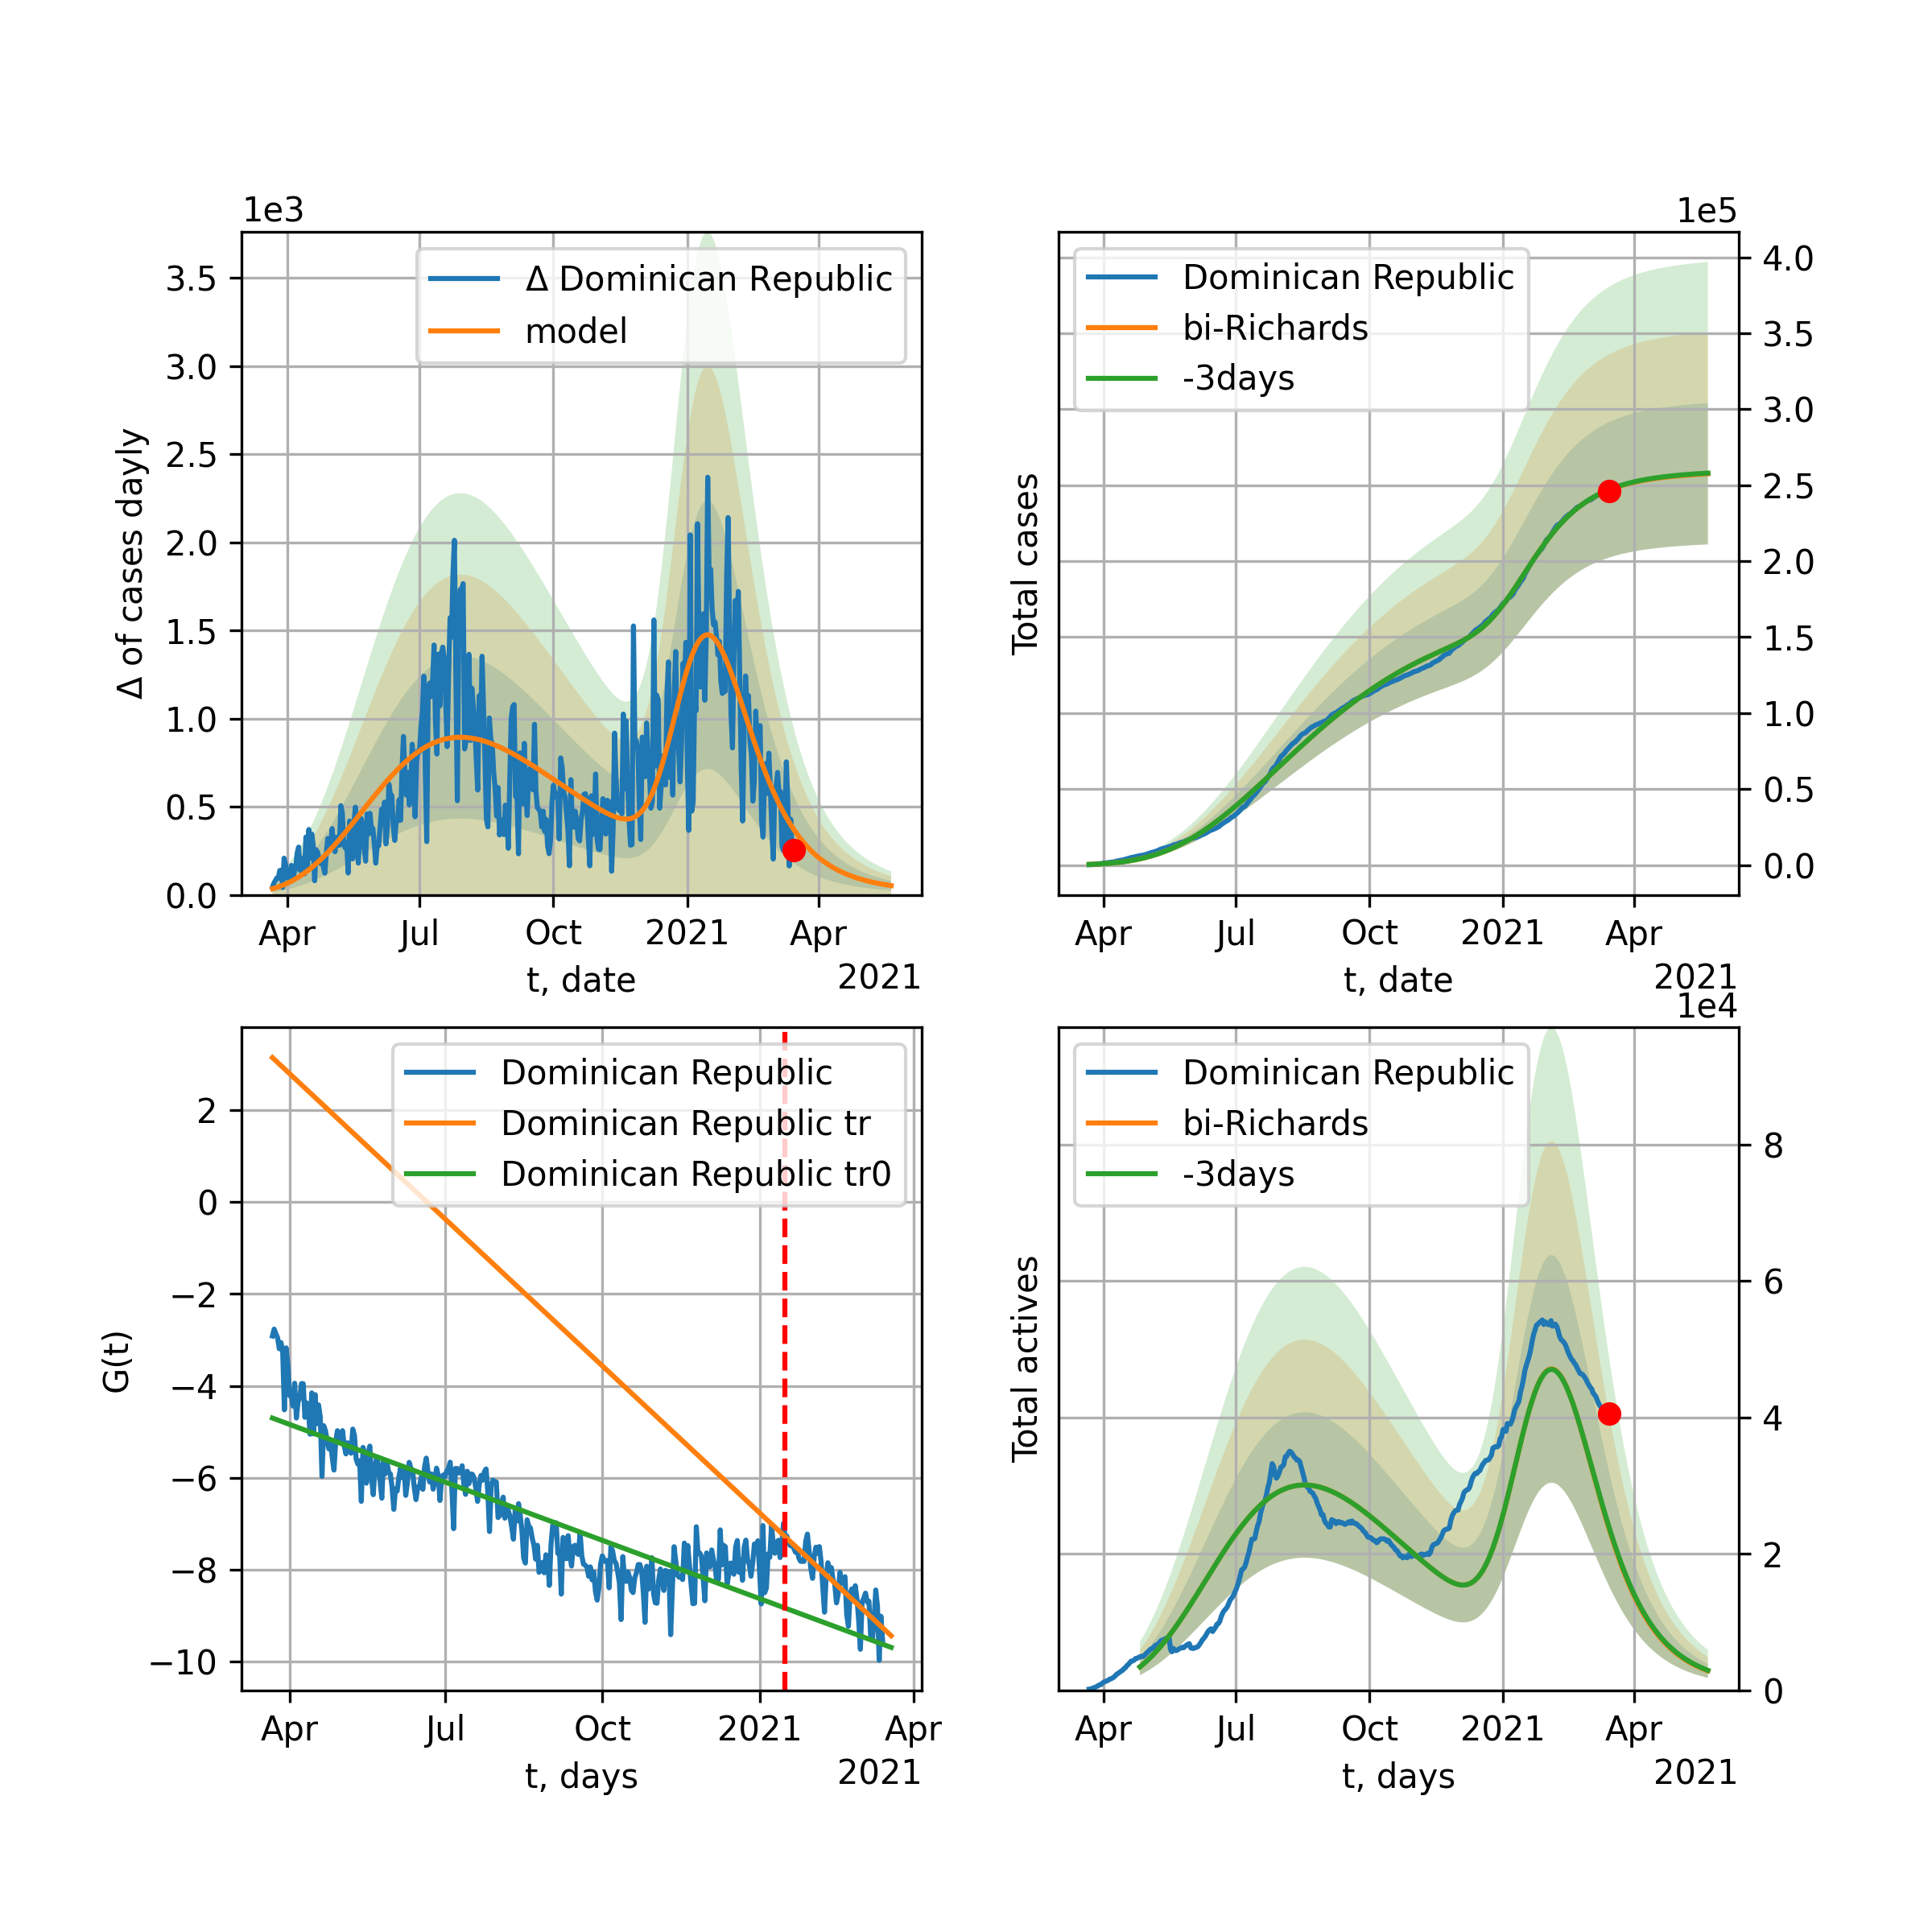 1e3
Δ of cases dayly
3.5
3.0
2.5
2.0
1.5
1.0
0.5
0.0
Δ Dominican Republic
model
Apr
Jul
Oct
2021
Apr
t, date
2021
1e5
Total cases
Dominican Republic
bi-Richards
-3days
4.0
3.5
3.0
2.5
2.0
1.5
1.0
0.5
0.0
Apr
Jul
Oct
2021
Apr
t, date
2021
G(t)
2
0
−2
−4
−6
−8
−10
Dominican Republic
Dominican Republic tr
Dominican Republic tr0
Apr
Jul
Oct
2021
Apr
t, days
2021
1e4
Total actives
Dominican Republic
bi-Richards
-3days
8
6
4
2
0
Apr
Jul
Oct
2021
Apr
t, days
2021